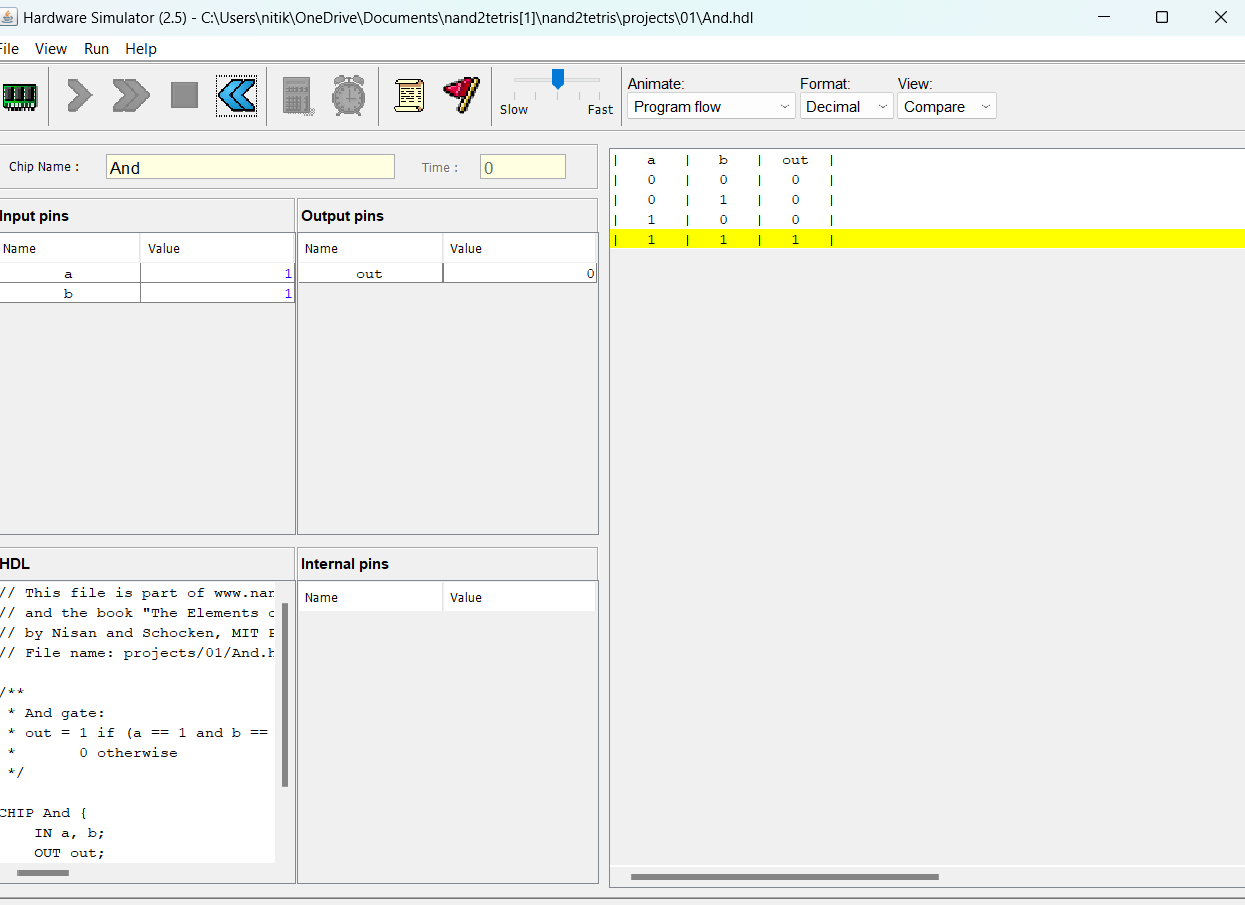 Hardware Simulator (2.5) - C:\Users\nitik\OneDrive\Documents\nand2tetris[1]\nand2tetris\projects\01\And.hdl
File View Run Help
Slow Fast
Animate: Format: View:
Program flow Decimal Compare
Chip Name : And Time : 0
Input pins
Name Value
a 1
b 1
Output pins
Name Value
out 0
HDL
// This file is part of www.nan
// and the book "The Elements o
// by Nisan and Schocken, MIT P
// File name: projects/01/And.h
/**
* And gate:
* out = 1 if (a == 1 and b ==
* 0 otherwise
*/
CHIP And {
IN a, b;
OUT out;
Internal pins
Name Value
| a | b | out |
| 0 | 0 | 0 |
| 0 | 1 | 0 |
| 1 | 0 | 0 |
| 1 | 1 | 1 |